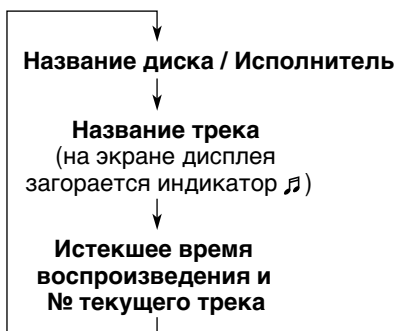 Название диска / Исполнитель
Название трека
(на экране дисплея
загорается индикатор ♬)
Истекшее время
воспроизведения и
№ текущего трека